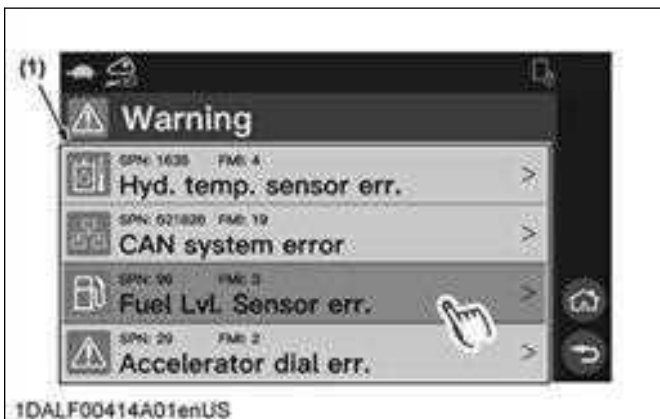 (1)
Warning
SPN: 1638 FMI: 4
Hyd. temp. sensor err.
>
SPN: 521826 FMI: 19
CAN system error
>
SPN: 96 FMI: 3
Fuel Lvl. Sensor err.
>
SPN: 29 FMI: 2
Accelerator dial err.
>
1DALF00414A01enUS